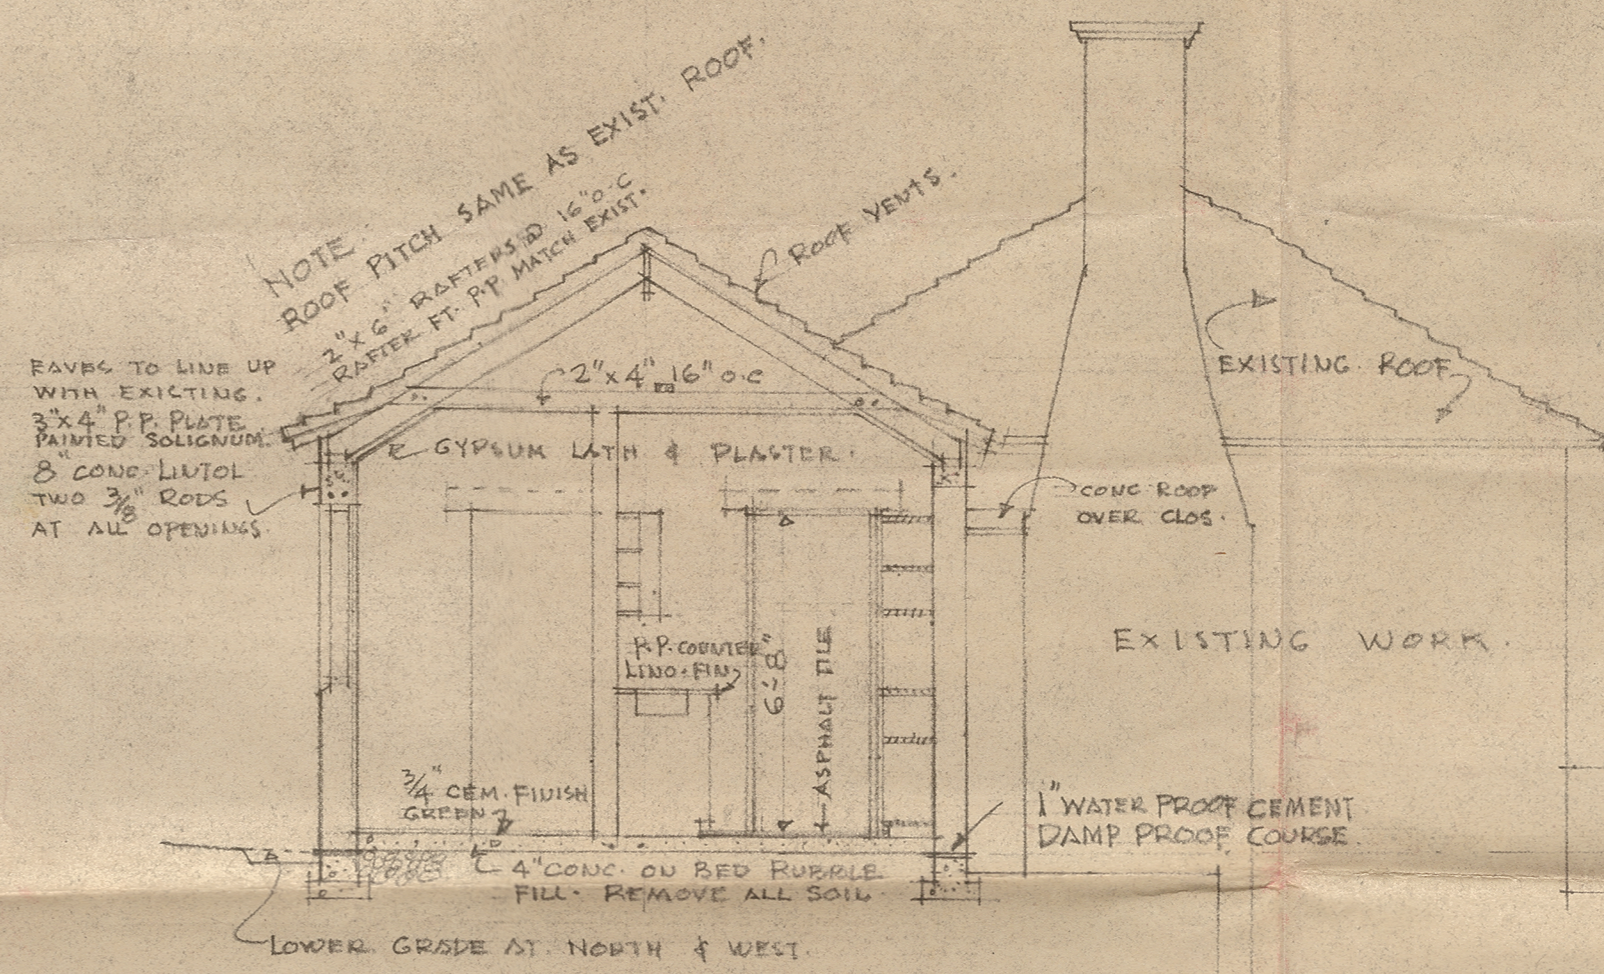 NOTE.
ROOF PITCH SAME AS EXIST. ROOF.
2"x6" RAFTERS @ 16"O.C
RAFTER FT. P.P. MATCH EXIST.
ROOF VENTS.
EAVES TO LINE UP
WITH EXISTING.
3"x4" P.P. PLATE
PAINTED SOLIGNUM.
8" CONC. LINTOL
TWO 3/8" RODS
AT ALL OPENINGS.
2"x4" 16" O.C
EXISTING ROOF
GYPSUM LATH & PLASTER.
CONC ROOF
OVER CLOS.
EXISTING WORK.
P.P. COUNTER
LINO. FIN.
6'-8"
ASPHALT TILE
3/4" CEM. FINISH
GREEN
1" WATER PROOF CEMENT
DAMP PROOF COURSE.
4" CONC. ON BED RUBBLE
FILL. REMOVE ALL SOIL.
LOWER GRADE AT NORTH & WEST.